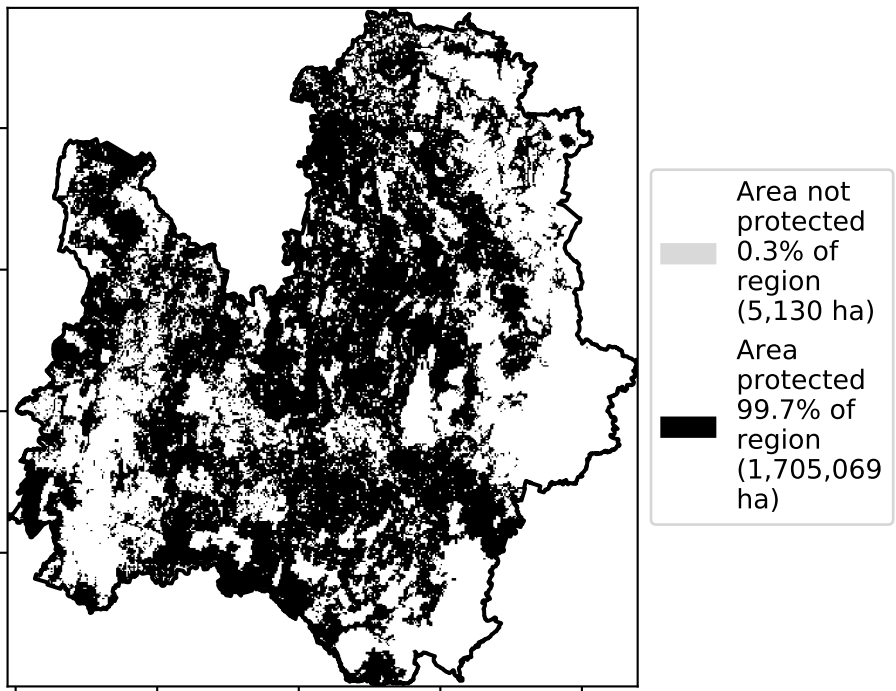 Area not
protected
0.3% of
region
(5,130 ha)
Area
protected
99.7% of
region
(1,705,069
ha)